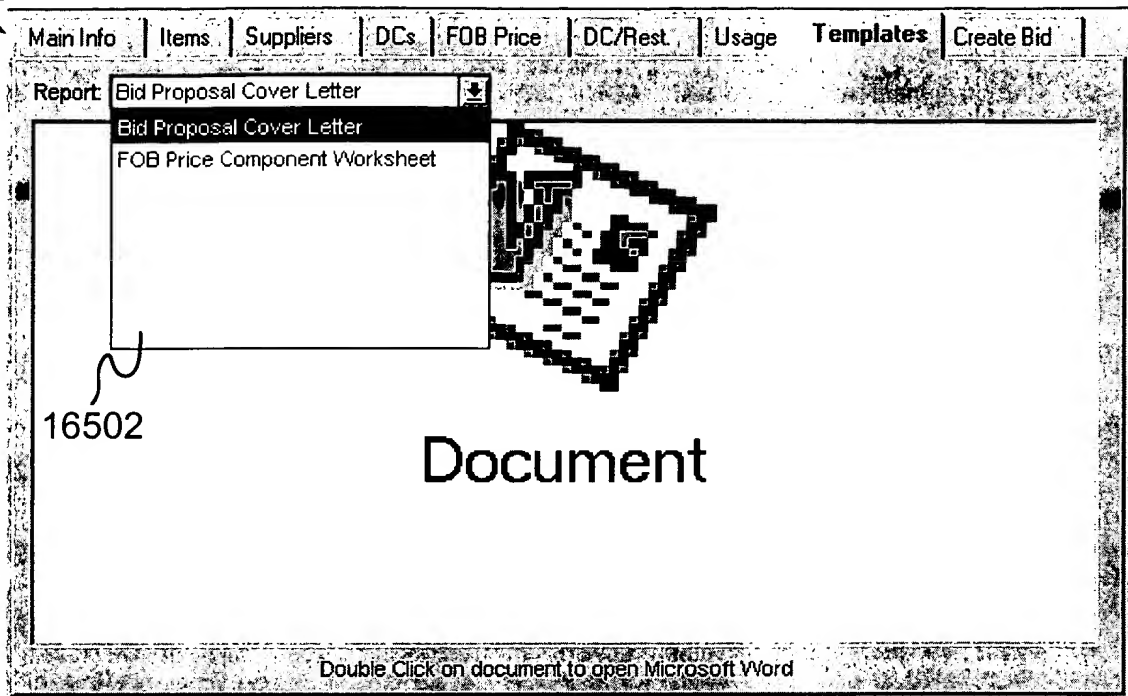 Main Info Items Suppliers DCs FOB Price DC/Rest. Usage Templates Create Bid
Report: Bid Proposal Cover Letter
Bid Proposal Cover Letter
FOB Price Component Worksheet
16502
Document
Double Click on document to open Microsoft Word